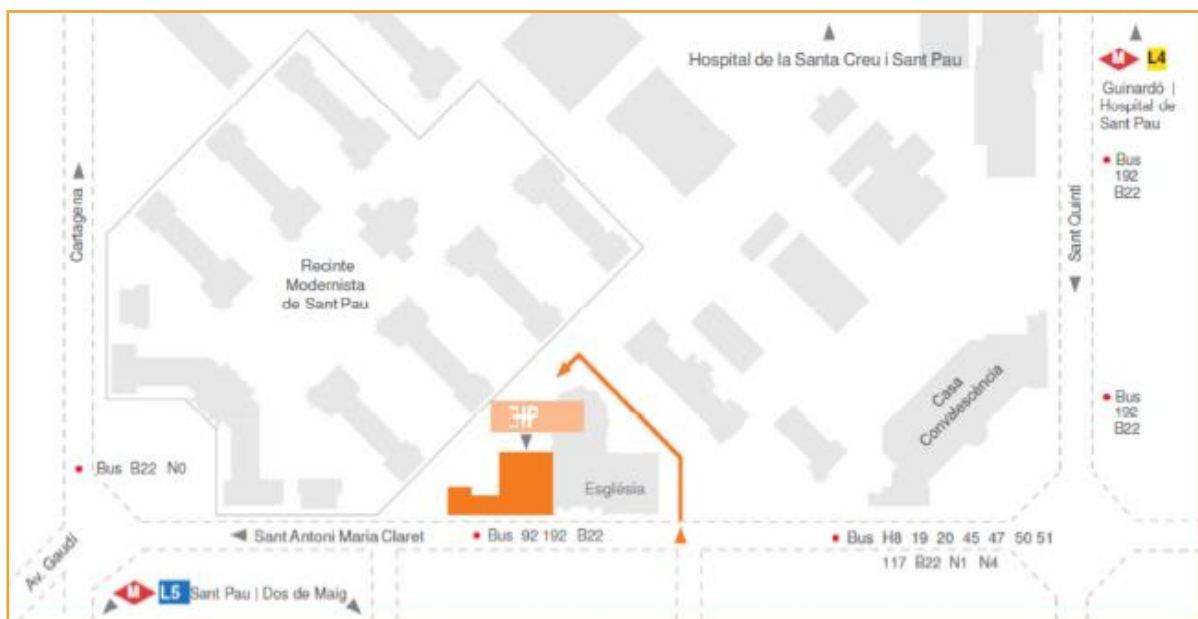 Hospital de la Santa Creu i Sant Pau
M L4
Guinardó |
Hospital de
Sant Pau
Bus
192
B22
Cartagena
Sant Quintí
Recinte
Modernista
de Sant Pau
Casa
Convalescència
Bus
192
B22
Bus B22 N0
Església
Sant Antoni Maria Claret
Bus 92 192 B22
Bus H8 19 20 45 47 50 51
117 B22 N1 N4
Av. Gaudí
M L5 Sant Pau | Dos de Maig